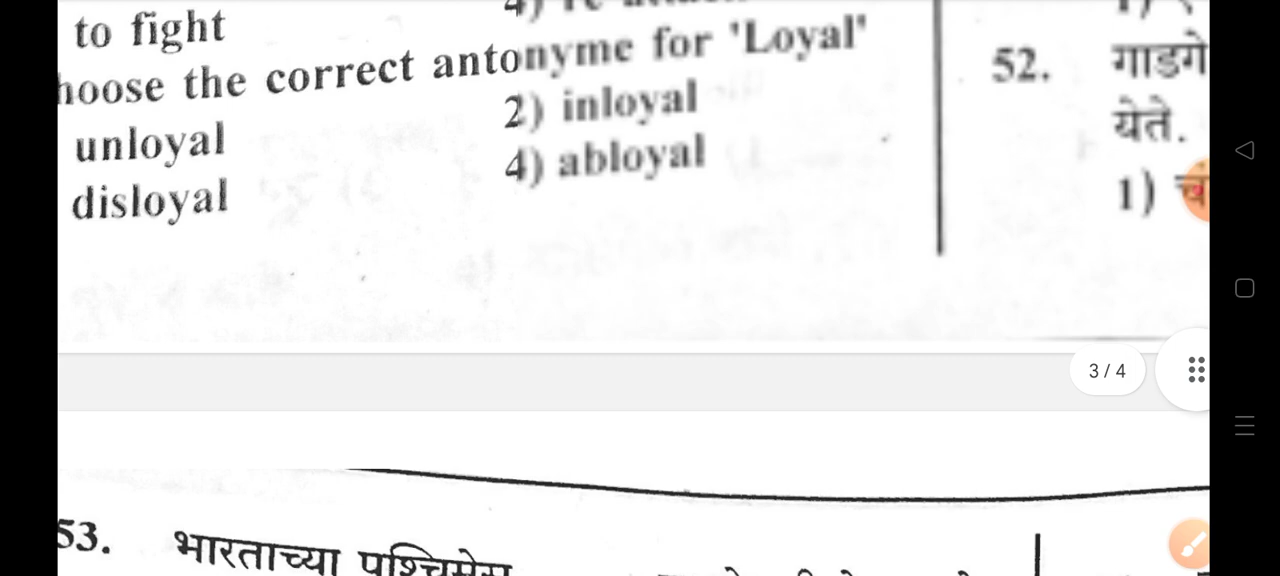 to fight
hoose the correct antonyme for 'Loyal'
unloyal
2) inloyal
disloyal
4) abloyal
52. गाडगे
येते.
1)
3 / 4
53. भारताच्या पश्चिमेस